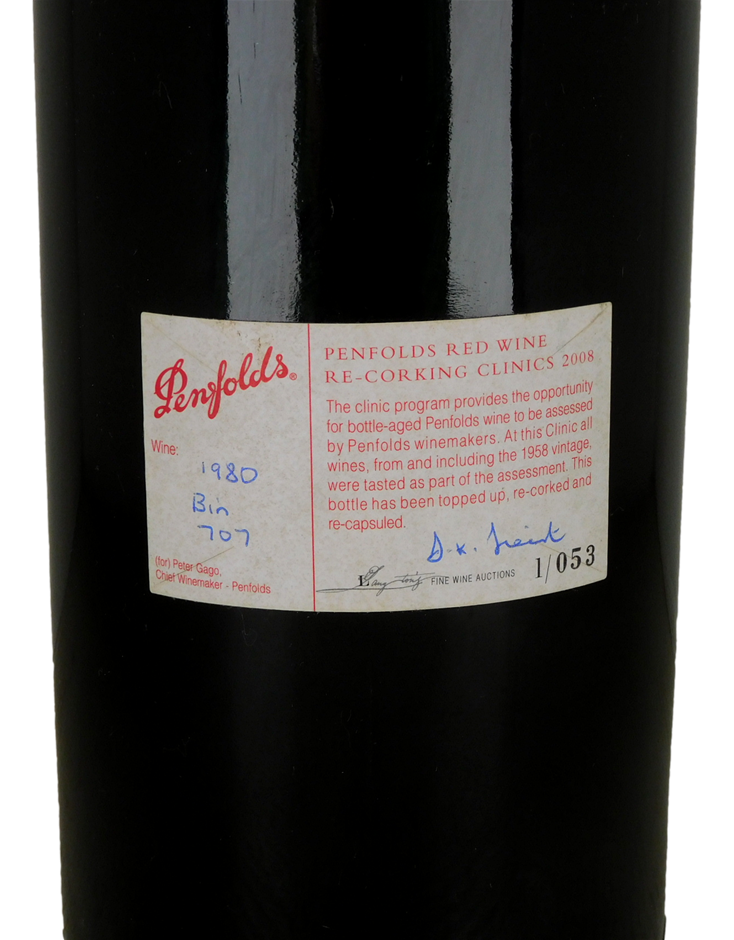 Penfolds®
Wine:
1980
Bin
707
(for) Peter Gago,
Chief Winemaker - Penfolds
PENFOLDS RED WINE
RE-CORKING CLINICS 2008
The clinic program provides the opportunity
for bottle-aged Penfolds wine to be assessed
by Penfolds winemakers. At this Clinic all
wines, from and including the 1958 vintage,
were tasted as part of the assessment. This
bottle has been topped up, re-corked and
re-capsuled.
Langton's FINE WINE AUCTIONS 1/053